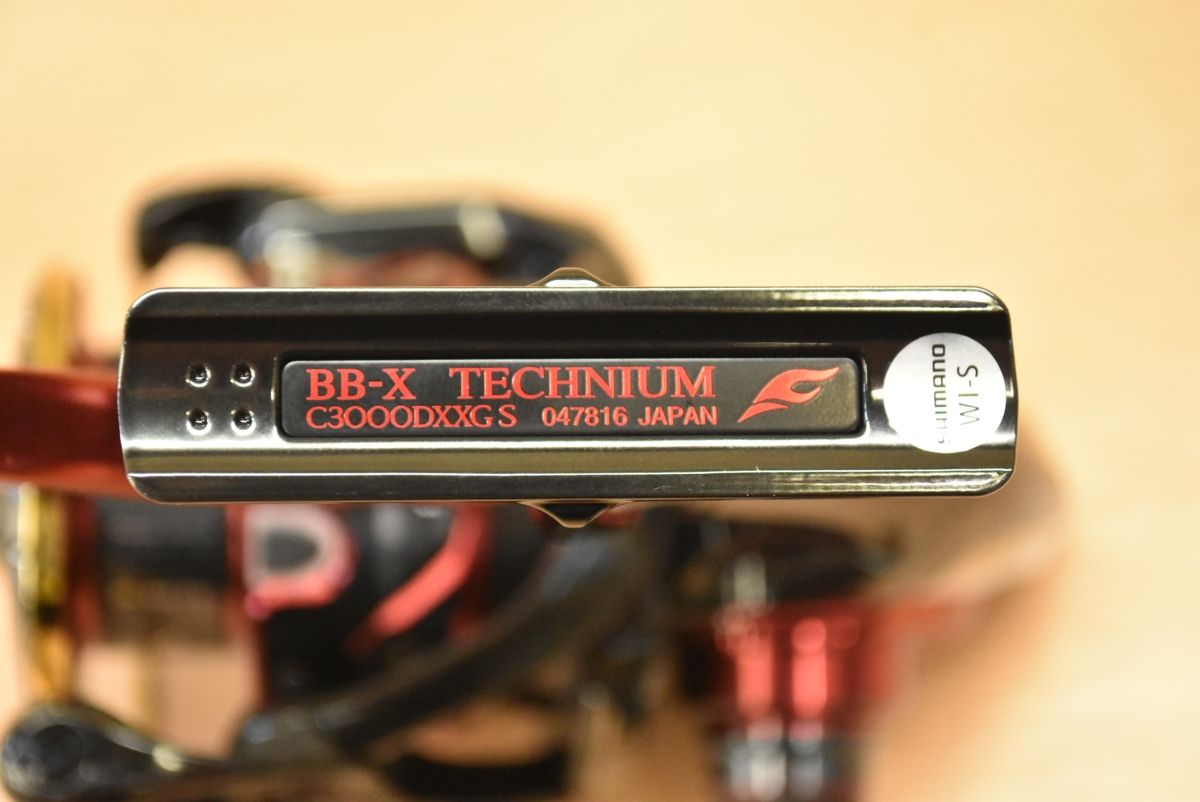 BB-X TECHNIUM
C3000DXXG S 047816 JAPAN
SHIMANO
WI-S